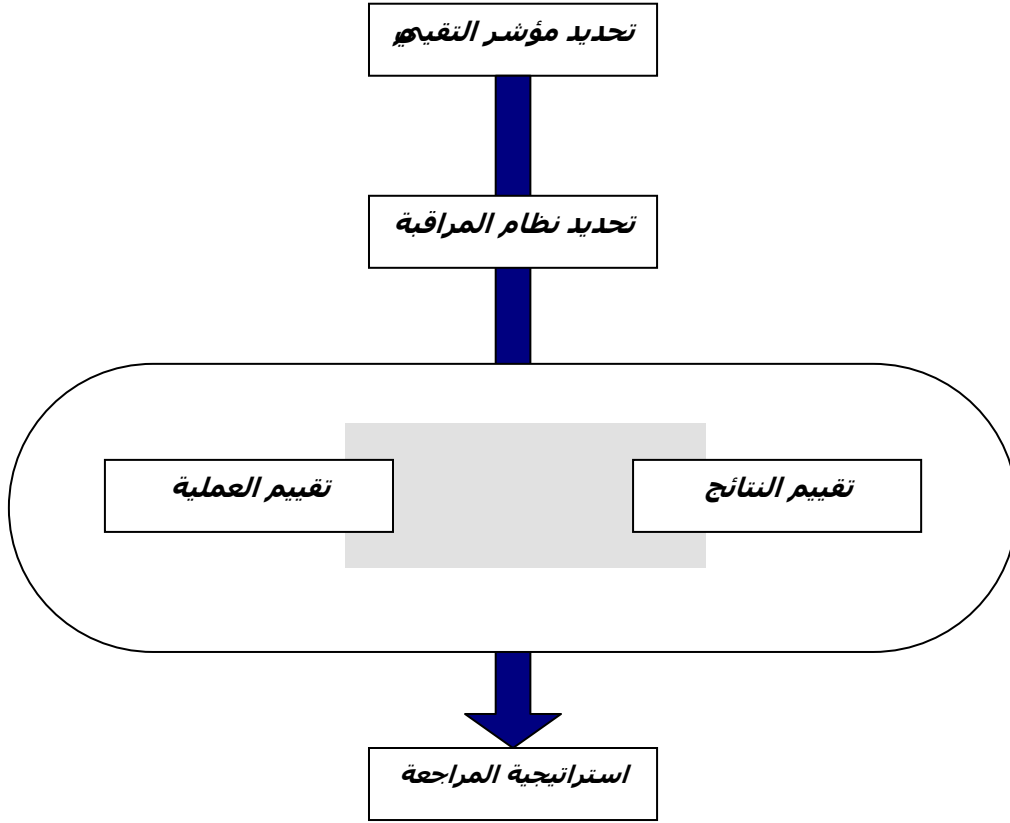 تحديد مؤشر التقييم
تحديد نظام المراقبة
تقييم النتائج
تقييم العملية
استراتيجية المراجعة